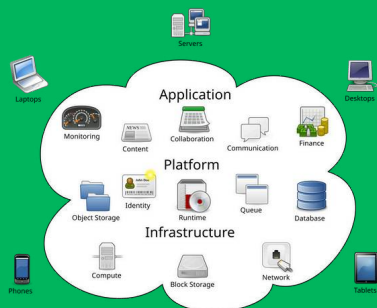 Servers
Laptops
Desktops
Application
NEWS
Monitoring
Content
Collaboration
Communication
Finance
Platform
Object Storage
Identity
Runtime
Queue
Database
Infrastructure
Compute
Block Storage
Network
Phones
Tablets